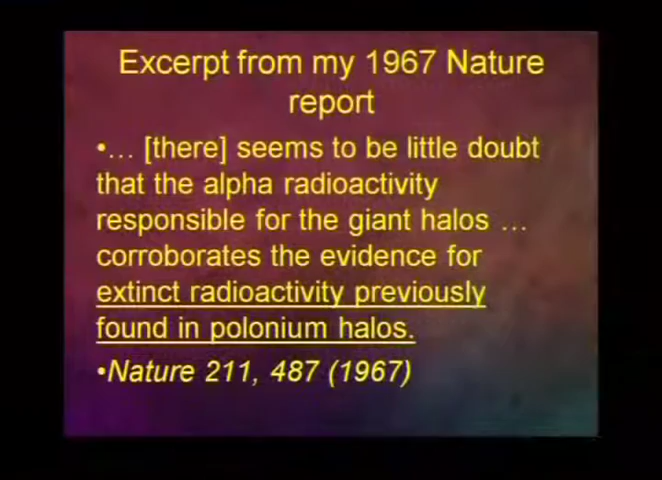 Excerpt from my 1967 Nature
report
•… [there] seems to be little doubt
that the alpha radioactivity
responsible for the giant halos …
corroborates the evidence for
extinct radioactivity previously
found in polonium halos.
•Nature 211, 487 (1967)